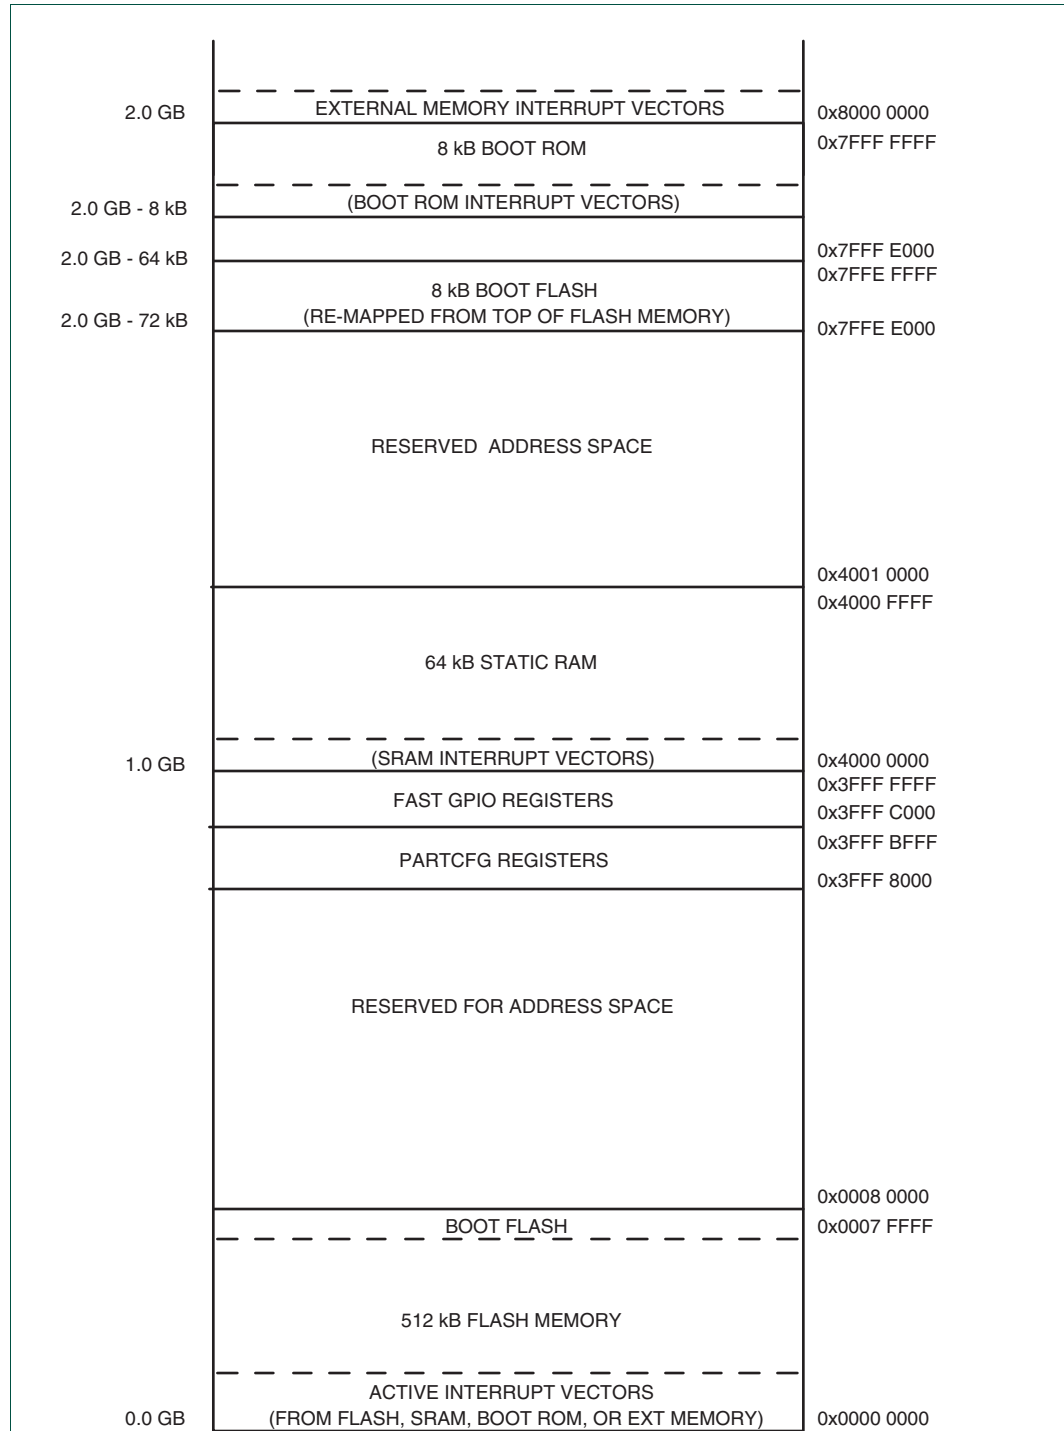 EXTERNAL MEMORY INTERRUPT VECTORS
2.0 GB
0x8000 0000
8 kB BOOT ROM
0x7FFF FFFF
(BOOT ROM INTERRUPT VECTORS)
2.0 GB - 8 kB
0x7FFF E000
2.0 GB - 64 kB
0x7FFE FFFF
8 kB BOOT FLASH
(RE-MAPPED FROM TOP OF FLASH MEMORY)
2.0 GB - 72 kB
0x7FFE E000
RESERVED ADDRESS SPACE
0x4001 0000
0x4000 FFFF
64 kB STATIC RAM
(SRAM INTERRUPT VECTORS)
1.0 GB
0x4000 0000
0x3FFF FFFF
FAST GPIO REGISTERS
0x3FFF C000
0x3FFF BFFF
PARTCFG REGISTERS
0x3FFF 8000
RESERVED FOR ADDRESS SPACE
0x0008 0000
BOOT FLASH
0x0007 FFFF
512 kB FLASH MEMORY
ACTIVE INTERRUPT VECTORS
0.0 GB
(FROM FLASH, SRAM, BOOT ROM, OR EXT MEMORY)
0x0000 0000